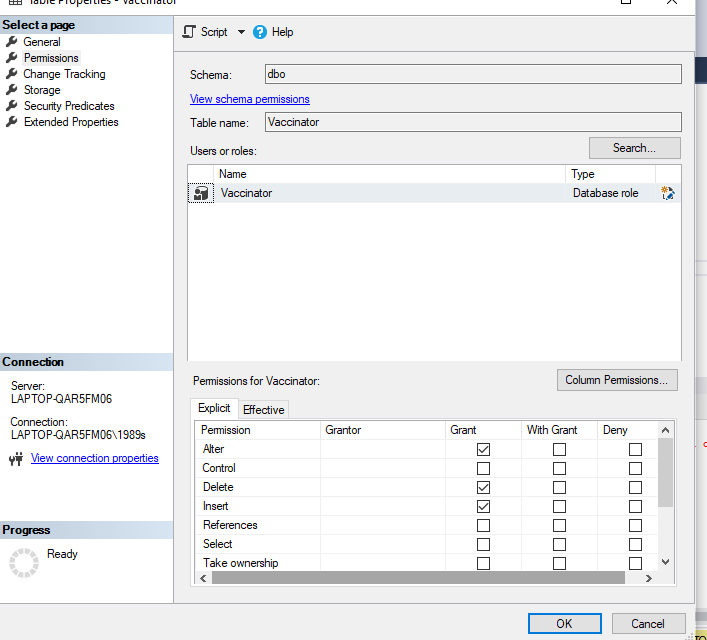 Table Properties - Vaccinator
Select a page
General
Permissions
Change Tracking
Storage
Security Predicates
Extended Properties
Connection
Server:
LAPTOP-QAR5FM06
Connection:
LAPTOP-QAR5FM06\1989s
View connection properties
Progress
Ready
Script
Help
Schema:
dbo
View schema permissions
Table name:
Vaccinator
Users or roles:
Search...
Name Type
Vaccinator Database role
Permissions for Vaccinator:
Column Permissions...
Explicit Effective
Permission Grantor Grant With Grant Deny
Alter
Control
Delete
Insert
References
Select
Take ownership
OK Cancel